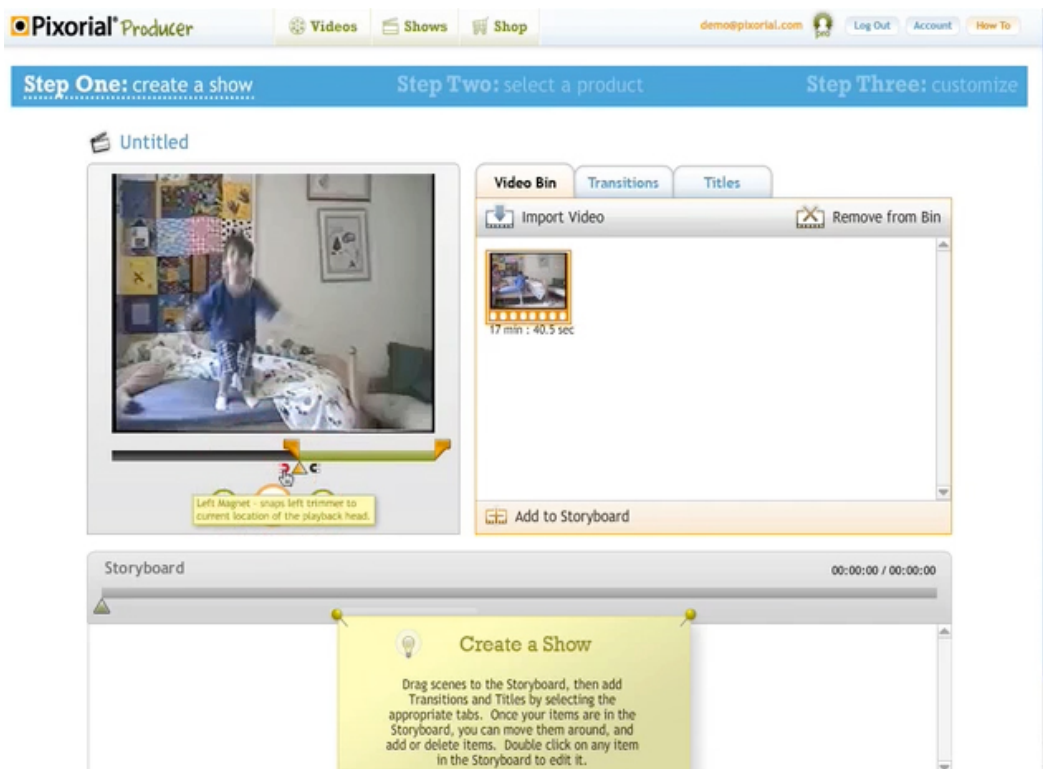 Pixorial® Producer
Videos
Shows
Shop
demo@pixorial.com
pro
Log Out
Account
How To
Step One: create a show
Step Two: select a product
Step Three: customize
Untitled
Video Bin
Transitions
Titles
Import Video
Remove from Bin
17 min : 40.5 sec
Left Magnet - snaps left trimmer to
current location of the playback head.
Add to Storyboard
Storyboard
00:00:00 / 00:00:00
Create a Show
Drag scenes to the Storyboard, then add
Transitions and Titles by selecting the
appropriate tabs. Once your items are in the
Storyboard, you can move them around, and
add or delete items. Double click on any item
in the Storyboard to edit it.